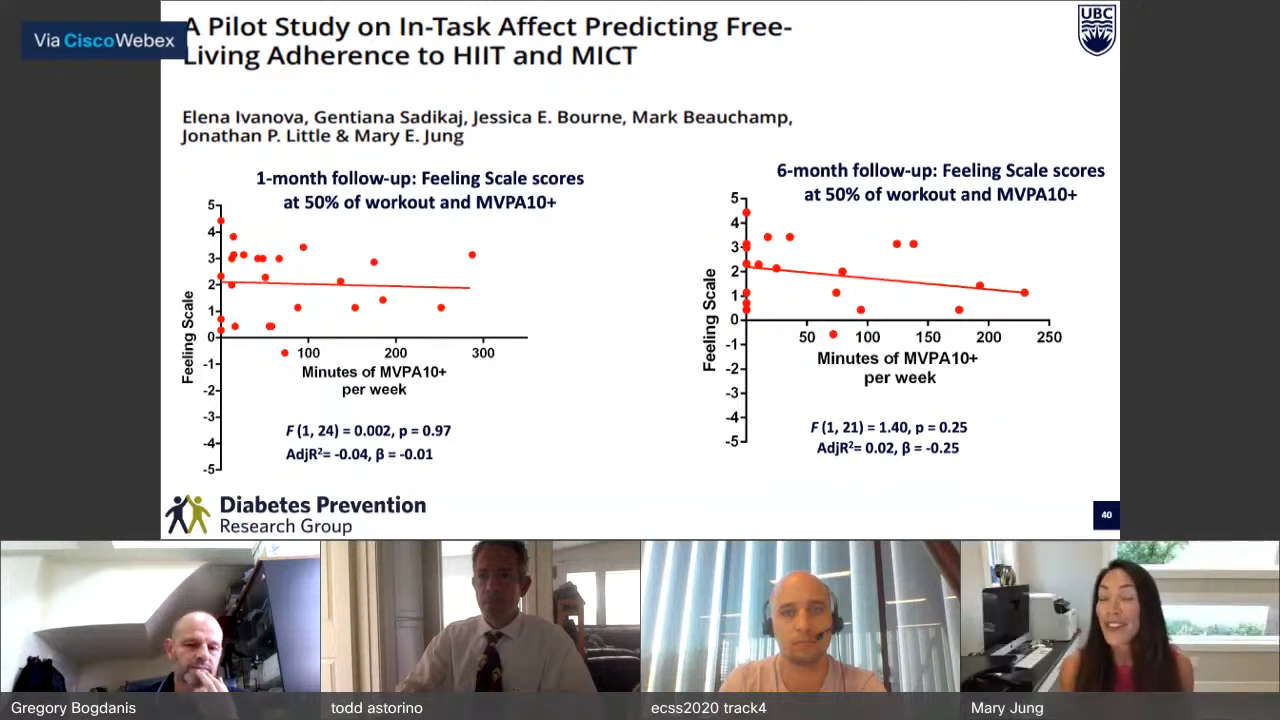 Via Cisco Webex
A Pilot Study on In-Task Affect Predicting Free-
Living Adherence to HIIT and MICT
UBC
Elena Ivanova, Gentiana Sadikaj, Jessica E. Bourne, Mark Beauchamp,
Jonathan P. Little & Mary E. Jung
1-month follow-up: Feeling Scale scores
at 50% of workout and MVPA10+
5
4
3
2
1
0
-1
-2
-3
-4
-5
Feeling Scale
100 200 300
Minutes of MVPA10+
per week
F (1, 24) = 0.002, p = 0.97
AdjR²= -0.04, β = -0.01
6-month follow-up: Feeling Scale scores
at 50% of workout and MVPA10+
5
4
3
2
1
0
-1
-2
-3
-4
-5
Feeling Scale
50 100 150 200 250
Minutes of MVPA10+
per week
F (1, 21) = 1.40, p = 0.25
AdjR²= 0.02, β = -0.25
Diabetes Prevention
Research Group
40
Gregory Bogdanis
todd astorino
ecss2020 track4
Mary Jung